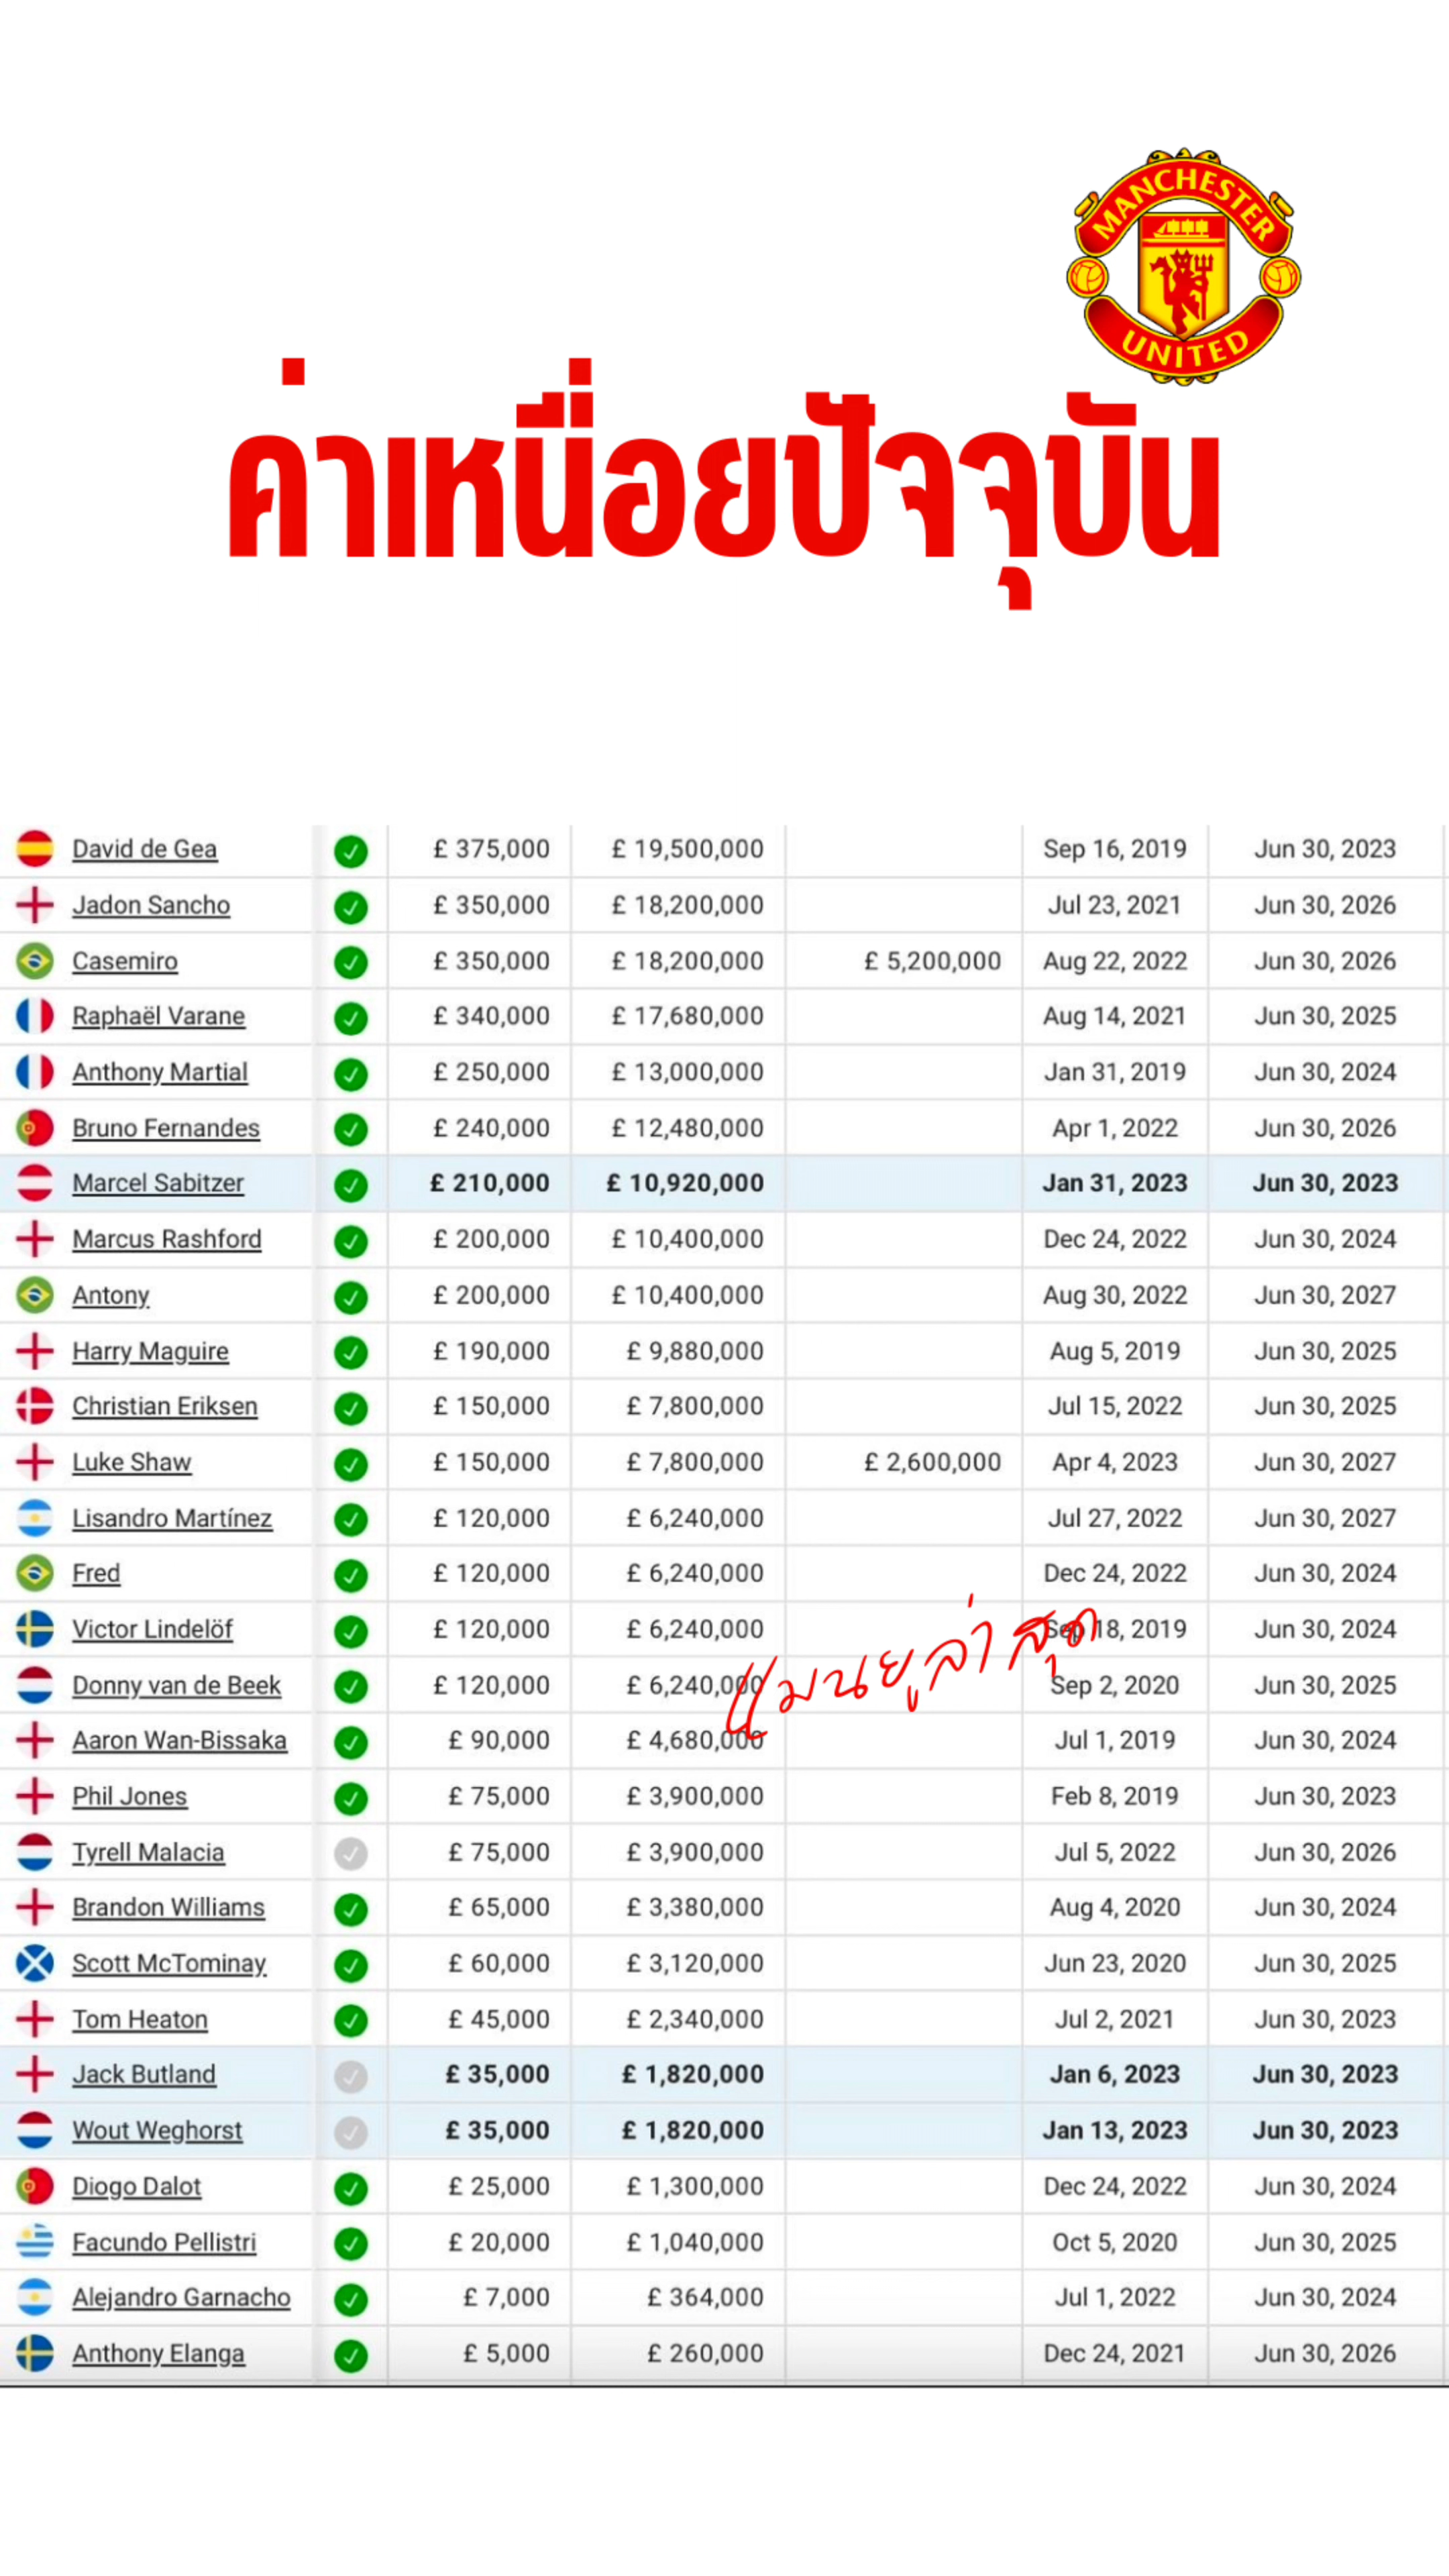 MANCHESTER
UNITED
ค่าเหนื่อยปัจจุบัน
David de Gea £ 375,000 £ 19,500,000 Sep 16, 2019 Jun 30, 2023
Jadon Sancho £ 350,000 £ 18,200,000 Jul 23, 2021 Jun 30, 2026
Casemiro £ 350,000 £ 18,200,000 £ 5,200,000 Aug 22, 2022 Jun 30, 2026
Raphaël Varane £ 340,000 £ 17,680,000 Aug 14, 2021 Jun 30, 2025
Anthony Martial £ 250,000 £ 13,000,000 Jan 31, 2019 Jun 30, 2024
Bruno Fernandes £ 240,000 £ 12,480,000 Apr 1, 2022 Jun 30, 2026
Marcel Sabitzer £ 210,000 £ 10,920,000 Jan 31, 2023 Jun 30, 2023
Marcus Rashford £ 200,000 £ 10,400,000 Dec 24, 2022 Jun 30, 2024
Antony £ 200,000 £ 10,400,000 Aug 30, 2022 Jun 30, 2027
Harry Maguire £ 190,000 £ 9,880,000 Aug 5, 2019 Jun 30, 2025
Christian Eriksen £ 150,000 £ 7,800,000 Jul 15, 2022 Jun 30, 2025
Luke Shaw £ 150,000 £ 7,800,000 £ 2,600,000 Apr 4, 2023 Jun 30, 2027
Lisandro Martínez £ 120,000 £ 6,240,000 Jul 27, 2022 Jun 30, 2027
Fred £ 120,000 £ 6,240,000 Dec 24, 2022 Jun 30, 2024
Victor Lindelöf £ 120,000 £ 6,240,000 Sep 18, 2019 Jun 30, 2024
แมนยูล่าสุด
Donny van de Beek £ 120,000 £ 6,240,000 Sep 2, 2020 Jun 30, 2025
Aaron Wan-Bissaka £ 90,000 £ 4,680,000 Jul 1, 2019 Jun 30, 2024
Phil Jones £ 75,000 £ 3,900,000 Feb 8, 2019 Jun 30, 2023
Tyrell Malacia £ 75,000 £ 3,900,000 Jul 5, 2022 Jun 30, 2026
Brandon Williams £ 65,000 £ 3,380,000 Aug 4, 2020 Jun 30, 2024
Scott McTominay £ 60,000 £ 3,120,000 Jun 23, 2020 Jun 30, 2025
Tom Heaton £ 45,000 £ 2,340,000 Jul 2, 2021 Jun 30, 2023
Jack Butland £ 35,000 £ 1,820,000 Jan 6, 2023 Jun 30, 2023
Wout Weghorst £ 35,000 £ 1,820,000 Jan 13, 2023 Jun 30, 2023
Diogo Dalot £ 25,000 £ 1,300,000 Dec 24, 2022 Jun 30, 2024
Facundo Pellistri £ 20,000 £ 1,040,000 Oct 5, 2020 Jun 30, 2025
Alejandro Garnacho £ 7,000 £ 364,000 Jul 1, 2022 Jun 30, 2024
Anthony Elanga £ 5,000 £ 260,000 Dec 24, 2021 Jun 30, 2026